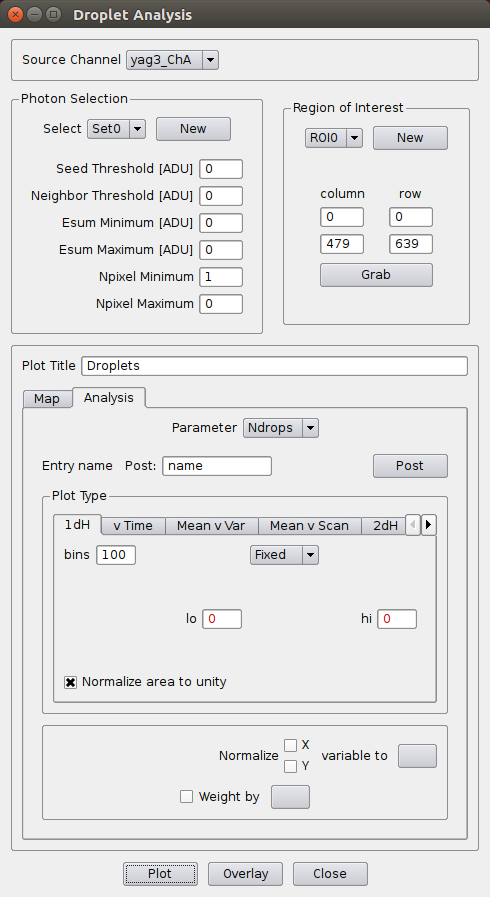 Droplet Analysis
Source Channel yag3_ChA
Photon Selection
Select Set0 New
Seed Threshold [ADU] 0
Neighbor Threshold [ADU] 0
Esum Minimum [ADU] 0
Esum Maximum [ADU] 0
Npixel Minimum 1
Npixel Maximum 0
Region of Interest
ROI0 New
column row
0 0
479 639
Grab
Plot Title Droplets
Map Analysis
Parameter Ndrops
Entry name Post: name Post
Plot Type
1dH v Time Mean v Var Mean v Scan 2dH
bins 100 Fixed
lo 0 hi 0
Normalize area to unity
Normalize X variable to
Y
Weight by
Plot Overlay Close